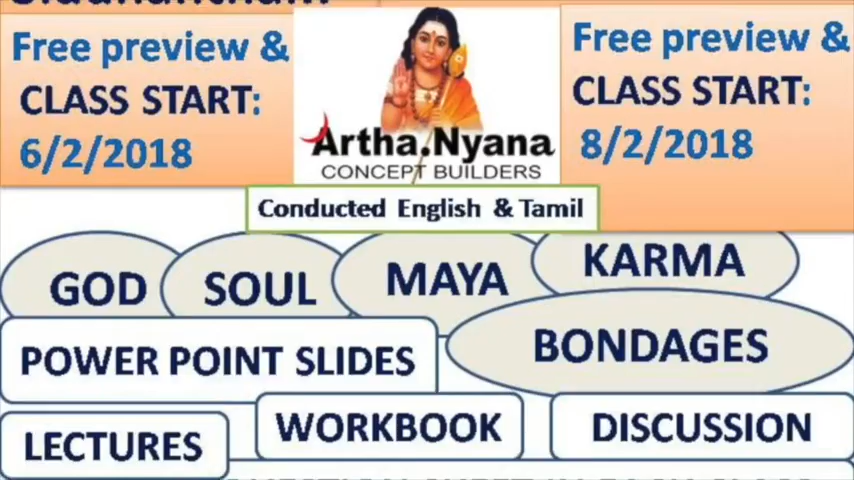 Free preview &
CLASS START:
6/2/2018
Artha.Nyana
CONCEPT BUILDERS
Free preview &
CLASS START:
8/2/2018
Conducted English & Tamil
GOD
SOUL
MAYA
KARMA
BONDAGES
POWER POINT SLIDES
LECTURES
WORKBOOK
DISCUSSION